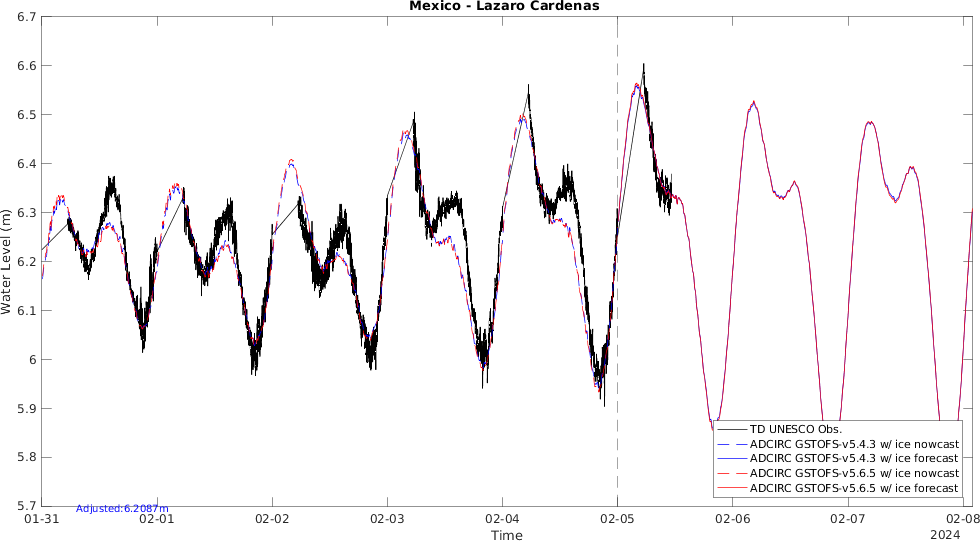 Mexico - Lazaro Cardenas
6.7
6.6
6.5
6.4
6.3
6.2
6.1
6
5.9
5.8
5.7
Water Level (m)
TD UNESCO Obs.
ADCIRC GSTOFS-v5.4.3 w/ ice nowcast
ADCIRC GSTOFS-v5.4.3 w/ ice forecast
ADCIRC GSTOFS-v5.6.5 w/ ice nowcast
ADCIRC GSTOFS-v5.6.5 w/ ice forecast
Adjusted:6.2087m
01-31 02-01 02-02 02-03 02-04 02-05 02-06 02-07 02-08
Time 2024